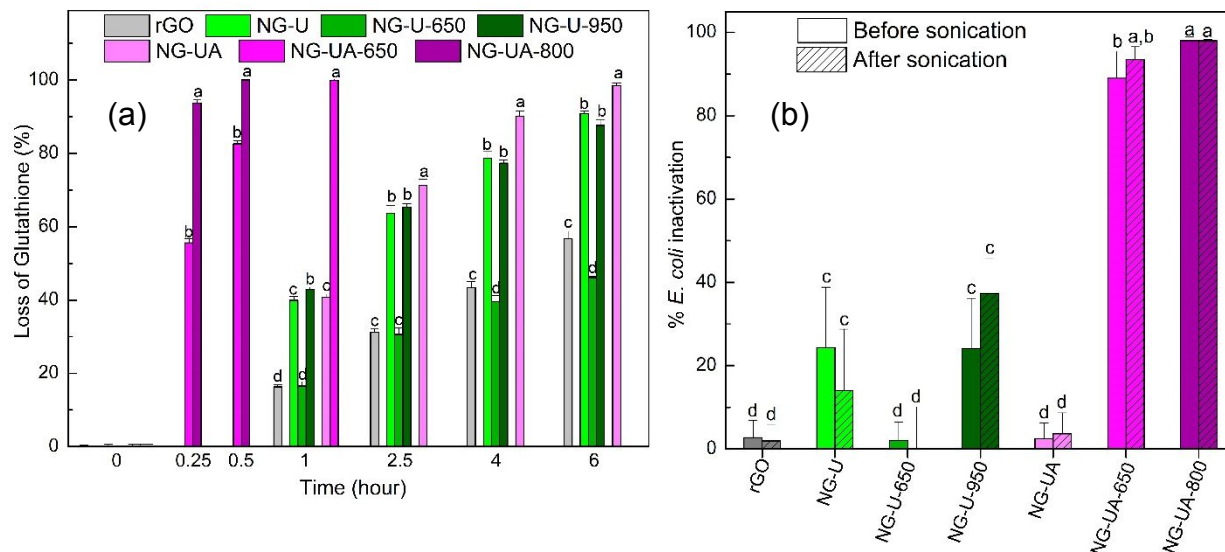 rGO NG-U NG-U-650 NG-U-950
NG-UA NG-UA-650 NG-UA-800
(a)
Loss of Glutathione (%)
100
80
60
40
20
0
a
b
a
b
a
d
c
d
b
c
a
c
b
c
b
a
c
b
d
b
a
c
b
d
b
a
0 0.25 0.5 1 2.5 4 6
Time (hour)
Before sonication
After sonication
(b)
% E. coli inactivation
100
80
60
40
20
0
d d
c c
d d
c c
d d
b a,b
a a
rGO
NG-U
NG-U-650
NG-U-950
NG-UA
NG-UA-650
NG-UA-800